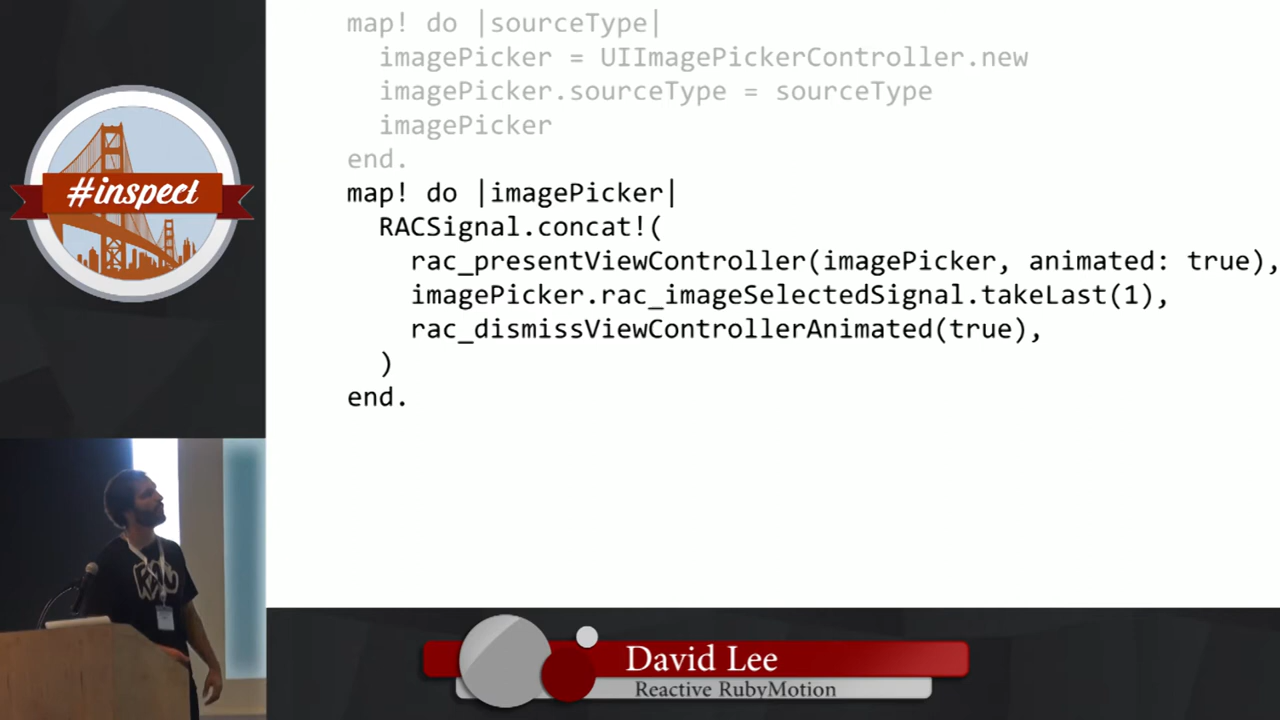 map! do |sourceType|
imagePicker = UIImagePickerController.new
imagePicker.sourceType = sourceType
imagePicker
end.
map! do |imagePicker|
RACSignal.concat!(
rac_presentViewController(imagePicker, animated: true),
imagePicker.rac_imageSelectedSignal.takeLast(1),
rac_dismissViewControllerAnimated(true),
)
end.
#inspect
RAC
David Lee
Reactive RubyMotion